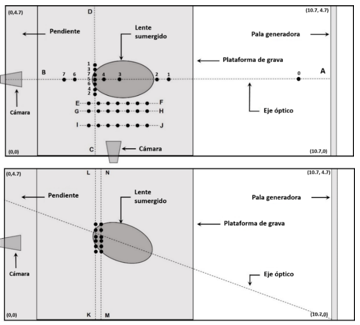 (0,4.7)
D
(10.7, 4.7)
Pendiente
Lente
sumergido
Pala generadora
Plataforma de grava
B
7 6
4 3
2 1
0
A
Cámara
E
F
G
H
Eje óptico
I
J
C
Cámara
(0,0)
(10.7,0)
(0,4.7)
L
N
(10.7, 4.7)
Pendiente
Lente
sumergido
Pala generadora
Plataforma de grava
Cámara
Eje óptico
(0,0)
K
M
(10.2,0)